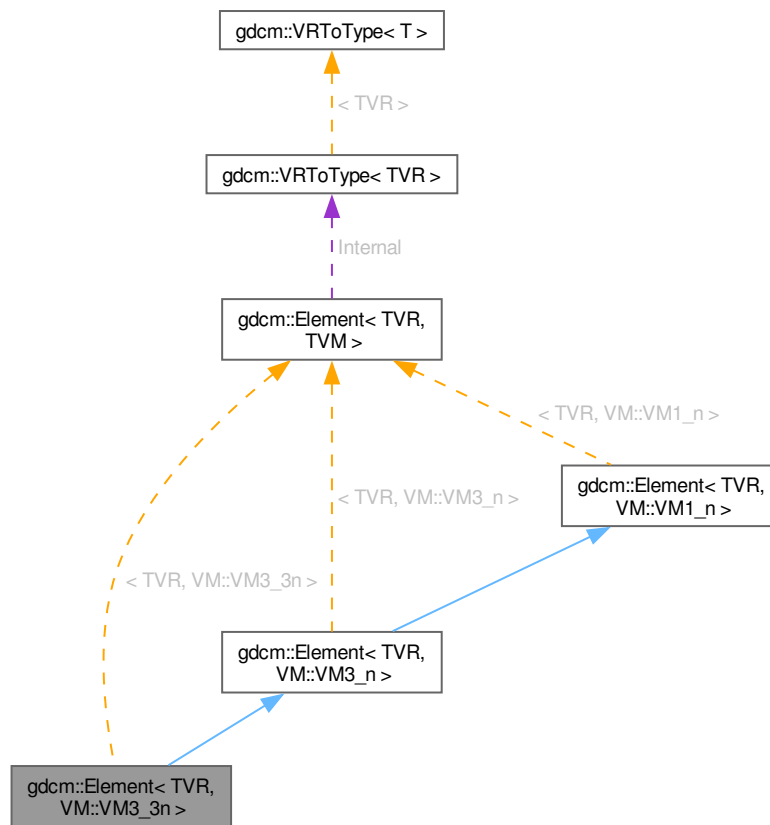 gdcm::VRToType< T >
< TVR >
gdcm::VRToType< TVR >
Internal
gdcm::Element< TVR,
TVM >
< TVR, VM::VM1_n >
gdcm::Element< TVR,
VM::VM1_n >
< TVR, VM::VM3_n >
< TVR, VM::VM3_3n >
gdcm::Element< TVR,
VM::VM3_n >
gdcm::Element< TVR,
VM::VM3_3n >